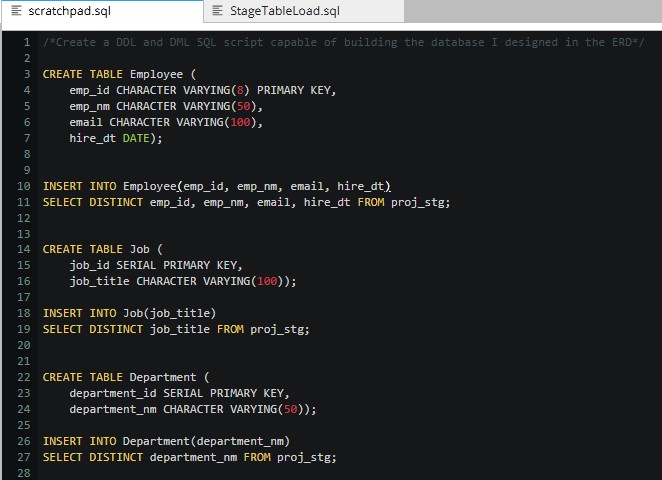 scratchpad.sql StageTableLoad.sql
1 /*Create a DDL and DML SQL script capable of building the database I designed in the ERD*/
2
3 CREATE TABLE Employee (
4 emp_id CHARACTER VARYING(8) PRIMARY KEY,
5 emp_nm CHARACTER VARYING(50),
6 email CHARACTER VARYING(100),
7 hire_dt DATE);
8
9
10 INSERT INTO Employee(emp_id, emp_nm, email, hire_dt)
11 SELECT DISTINCT emp_id, emp_nm, email, hire_dt FROM proj_stg;
12
13
14 CREATE TABLE Job (
15 job_id SERIAL PRIMARY KEY,
16 job_title CHARACTER VARYING(100));
17
18 INSERT INTO Job(job_title)
19 SELECT DISTINCT job_title FROM proj_stg;
20
21
22 CREATE TABLE Department (
23 department_id SERIAL PRIMARY KEY,
24 department_nm CHARACTER VARYING(50));
25
26 INSERT INTO Department(department_nm)
27 SELECT DISTINCT department_nm FROM proj_stg;
28